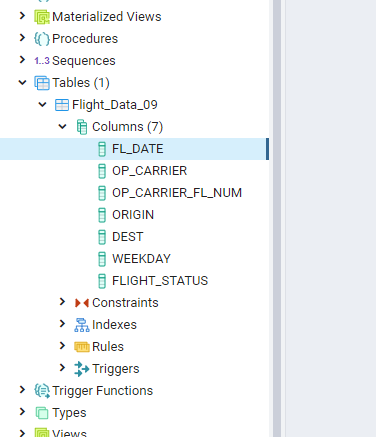 Materialized Views
Procedures
1..3 Sequences
Tables (1)
Flight_Data_09
Columns (7)
FL_DATE
OP_CARRIER
OP_CARRIER_FL_NUM
ORIGIN
DEST
WEEKDAY
FLIGHT_STATUS
Constraints
Indexes
Rules
Triggers
Trigger Functions
Types
Views